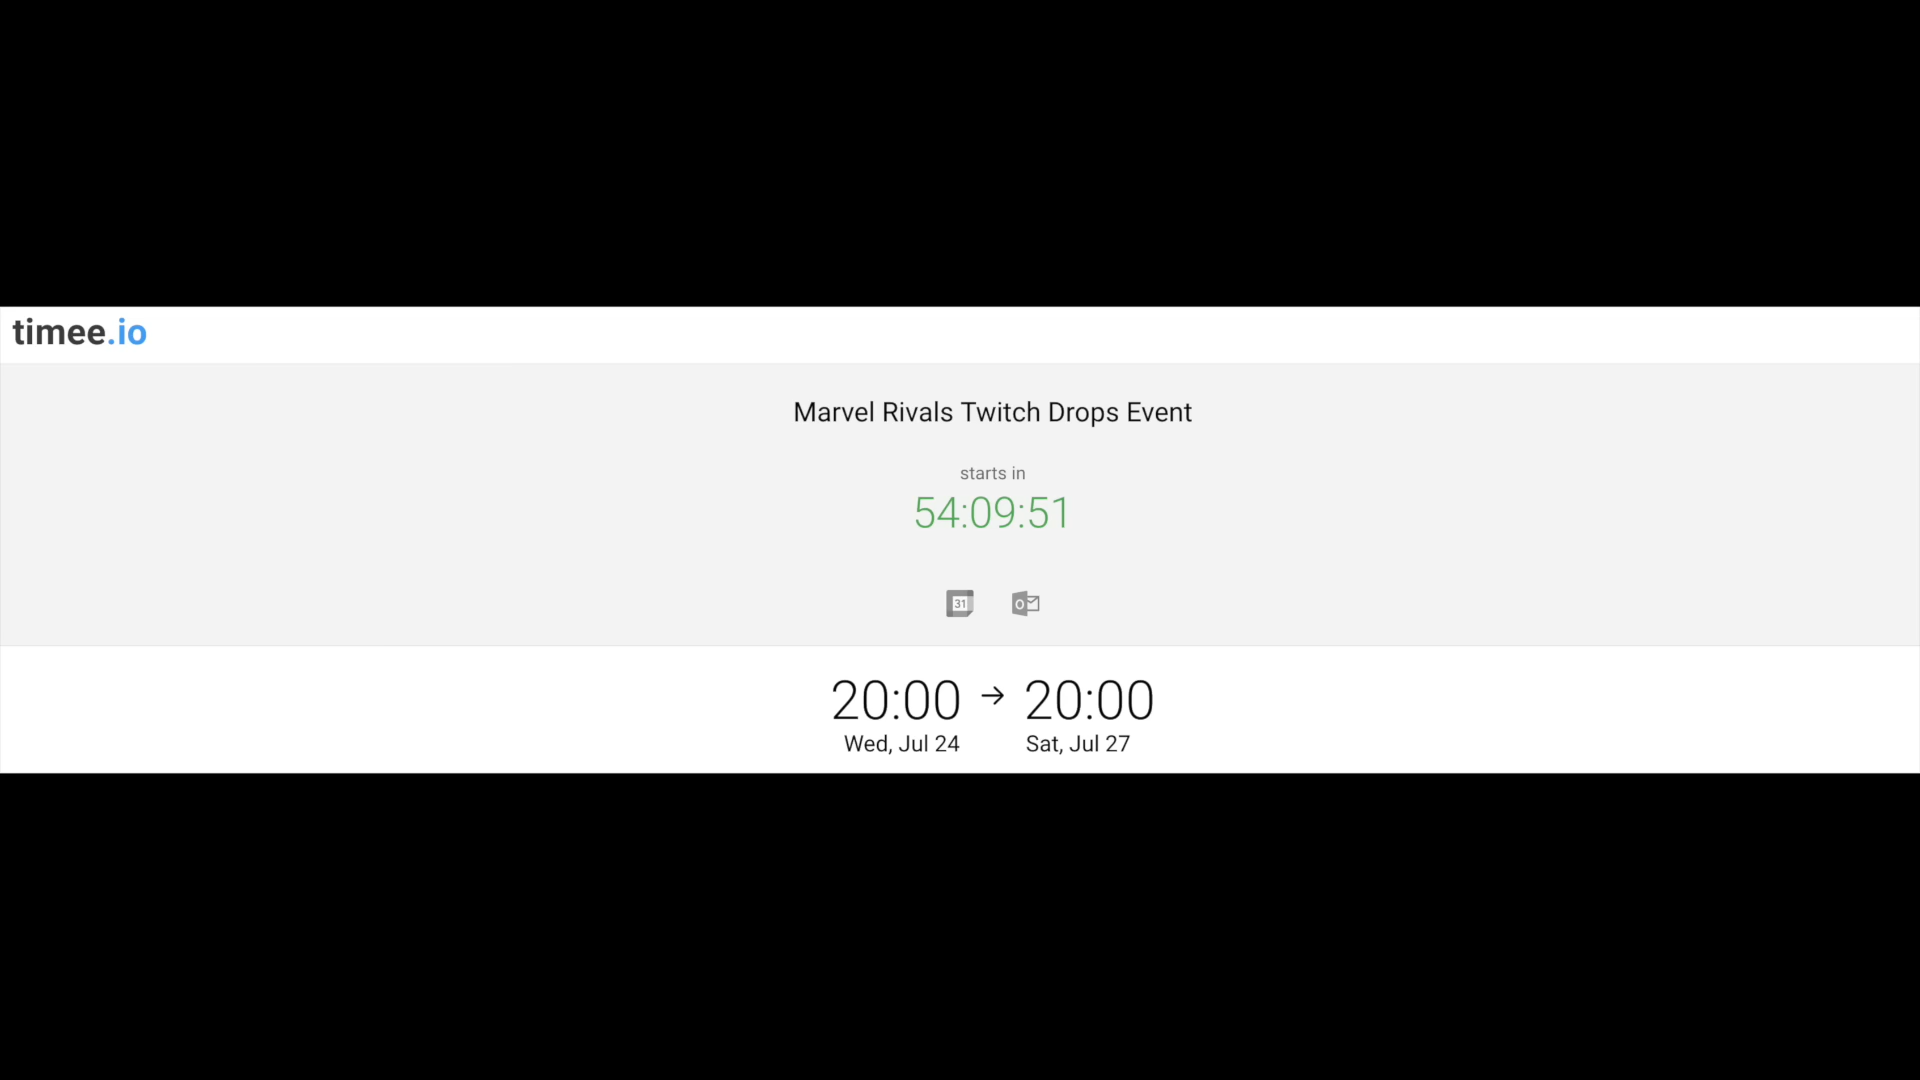 timee.io
Marvel Rivals Twitch Drops Event
starts in
54:09:51
31
O
20:00 → 20:00
Wed, Jul 24 Sat, Jul 27